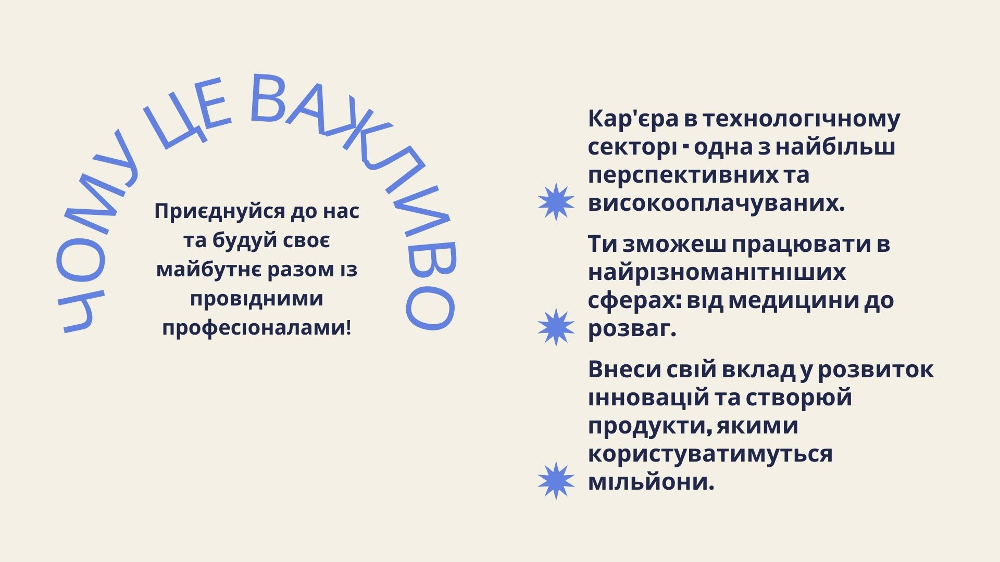 ЧОМУ ЦЕ ВАЖЛИВО
Приєднуйся до нас
та будуй своє
майбутнє разом із
провідними
професіоналами!
Кар'єра в технологічному
секторі - одна з найбільш
перспективних та
високооплачуваних.
Ти зможеш працювати в
найрізноманітніших
сферах: від медицини до
розваг.
Внеси свій вклад у розвиток
інновацій та створюй
продукти, якими
користуватимуться
мільйони.